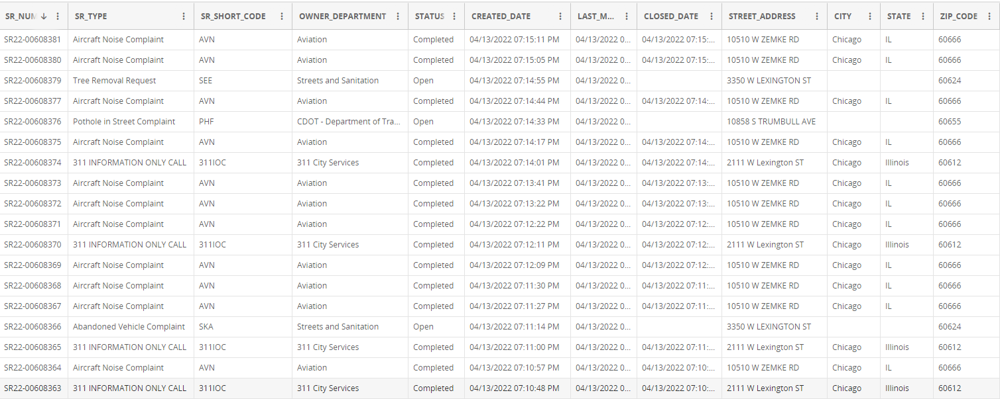 SR_NUM SR_TYPE SR_SHORT_CODE OWNER_DEPARTMENT STATUS CREATED_DATE LAST_M... CLOSED_DATE STREET_ADDRESS CITY STATE ZIP_CODE
SR22-00608381 Aircraft Noise Complaint AVN Aviation Completed 04/13/2022 07:15:11 PM 04/13/2022 0... 04/13/2022 07:15:... 10510 W ZEMKE RD Chicago IL 60666
SR22-00608380 Aircraft Noise Complaint AVN Aviation Completed 04/13/2022 07:15:05 PM 04/13/2022 0... 04/13/2022 07:15:... 10510 W ZEMKE RD Chicago IL 60666
SR22-00608379 Tree Removal Request SEE Streets and Sanitation Open 04/13/2022 07:14:55 PM 04/13/2022 0... 3350 W LEXINGTON ST 60624
SR22-00608377 Aircraft Noise Complaint AVN Aviation Completed 04/13/2022 07:14:44 PM 04/13/2022 0... 04/13/2022 07:14:... 10510 W ZEMKE RD Chicago IL 60666
SR22-00608376 Pothole in Street Complaint PHF CDOT - Department of Tra... Open 04/13/2022 07:14:33 PM 04/13/2022 0... 10858 S TRUMBULL AVE 60655
SR22-00608375 Aircraft Noise Complaint AVN Aviation Completed 04/13/2022 07:14:17 PM 04/13/2022 0... 04/13/2022 07:14:... 10510 W ZEMKE RD Chicago IL 60666
SR22-00608374 311 INFORMATION ONLY CALL 311IOC 311 City Services Completed 04/13/2022 07:14:01 PM 04/13/2022 0... 04/13/2022 07:14:... 2111 W Lexington ST Chicago Illinois 60612
SR22-00608373 Aircraft Noise Complaint AVN Aviation Completed 04/13/2022 07:13:41 PM 04/13/2022 0... 04/13/2022 07:13:... 10510 W ZEMKE RD Chicago IL 60666
SR22-00608372 Aircraft Noise Complaint AVN Aviation Completed 04/13/2022 07:13:22 PM 04/13/2022 0... 04/13/2022 07:13:... 10510 W ZEMKE RD Chicago IL 60666
SR22-00608371 Aircraft Noise Complaint AVN Aviation Completed 04/13/2022 07:12:22 PM 04/13/2022 0... 04/13/2022 07:12:... 10510 W ZEMKE RD Chicago IL 60666
SR22-00608370 311 INFORMATION ONLY CALL 311IOC 311 City Services Completed 04/13/2022 07:12:11 PM 04/13/2022 0... 04/13/2022 07:12:... 2111 W Lexington ST Chicago Illinois 60612
SR22-00608369 Aircraft Noise Complaint AVN Aviation Completed 04/13/2022 07:12:09 PM 04/13/2022 0... 04/13/2022 07:12:... 10510 W ZEMKE RD Chicago IL 60666
SR22-00608368 Aircraft Noise Complaint AVN Aviation Completed 04/13/2022 07:11:30 PM 04/13/2022 0... 04/13/2022 07:11:... 10510 W ZEMKE RD Chicago IL 60666
SR22-00608367 Aircraft Noise Complaint AVN Aviation Completed 04/13/2022 07:11:27 PM 04/13/2022 0... 04/13/2022 07:11:... 10510 W ZEMKE RD Chicago IL 60666
SR22-00608366 Abandoned Vehicle Complaint SKA Streets and Sanitation Open 04/13/2022 07:11:14 PM 04/13/2022 0... 3350 W LEXINGTON ST 60624
SR22-00608365 311 INFORMATION ONLY CALL 311IOC 311 City Services Completed 04/13/2022 07:11:00 PM 04/13/2022 0... 04/13/2022 07:11:... 2111 W Lexington ST Chicago Illinois 60612
SR22-00608364 Aircraft Noise Complaint AVN Aviation Completed 04/13/2022 07:10:57 PM 04/13/2022 0... 04/13/2022 07:10:... 10510 W ZEMKE RD Chicago IL 60666
SR22-00608363 311 INFORMATION ONLY CALL 311IOC 311 City Services Completed 04/13/2022 07:10:48 PM 04/13/2022 0... 04/13/2022 07:10:... 2111 W Lexington ST Chicago Illinois 60612